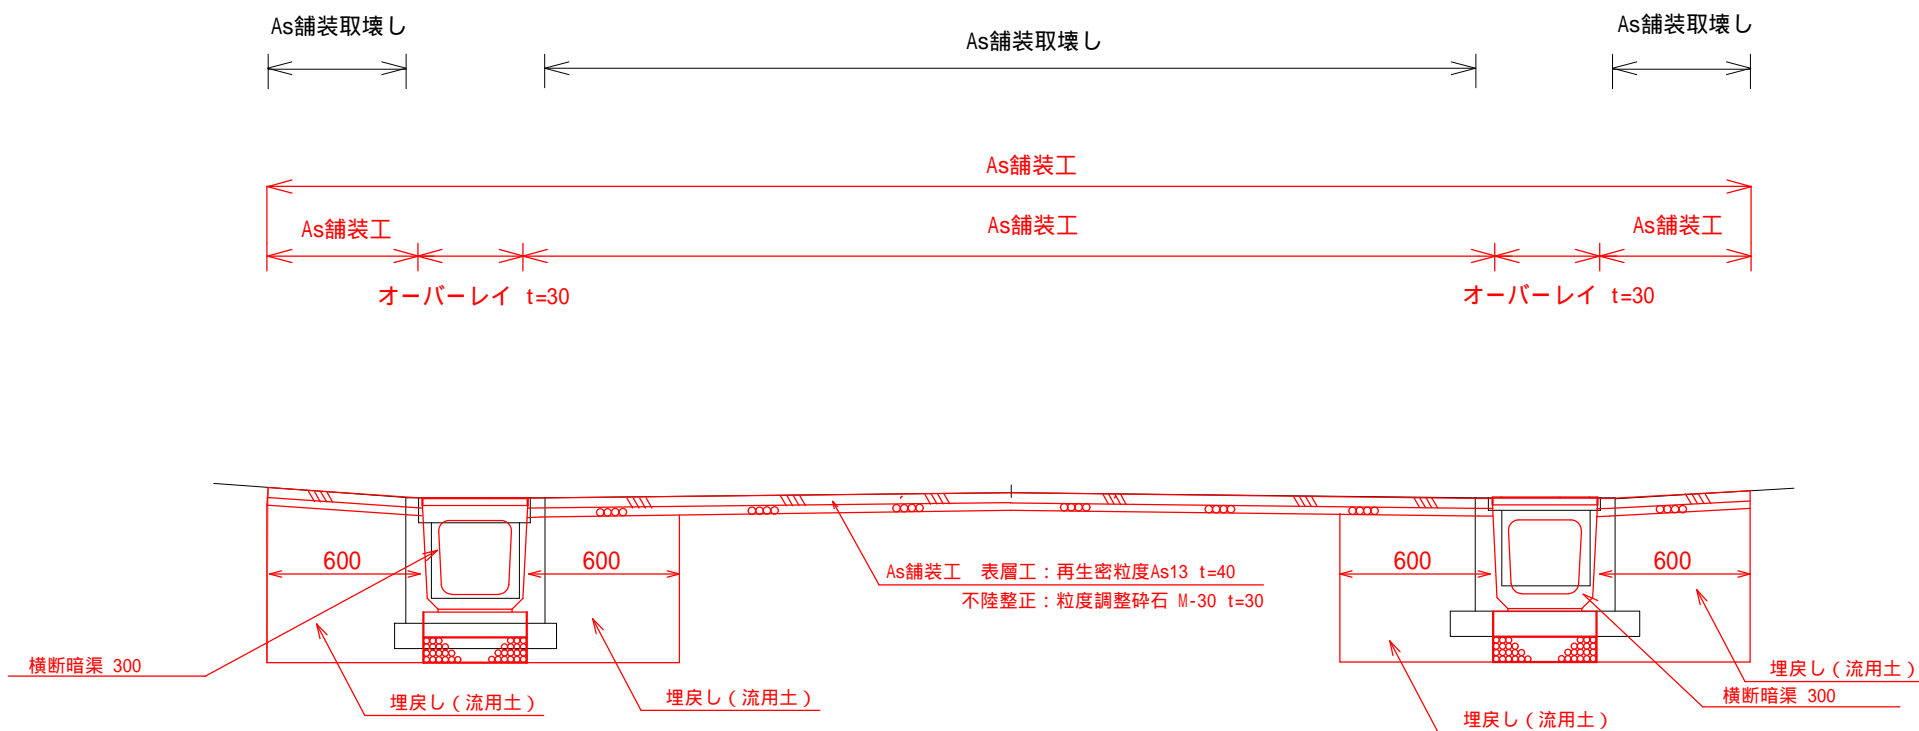 As舗装取壊し
As舗装取壊し
As舗装取壊し
As舗装工
As舗装工
As舗装工
As舗装工
オーバーレイ t=30
オーバーレイ t=30
600
600
600
600
As舗装工 表層工：再生密粒度As13 t=40
不陸整正：粒度調整砕石 M-30 t=30
横断暗渠 300
埋戻し（流用土）
埋戻し（流用土）
埋戻し（流用土）
横断暗渠 300
埋戻し（流用土）